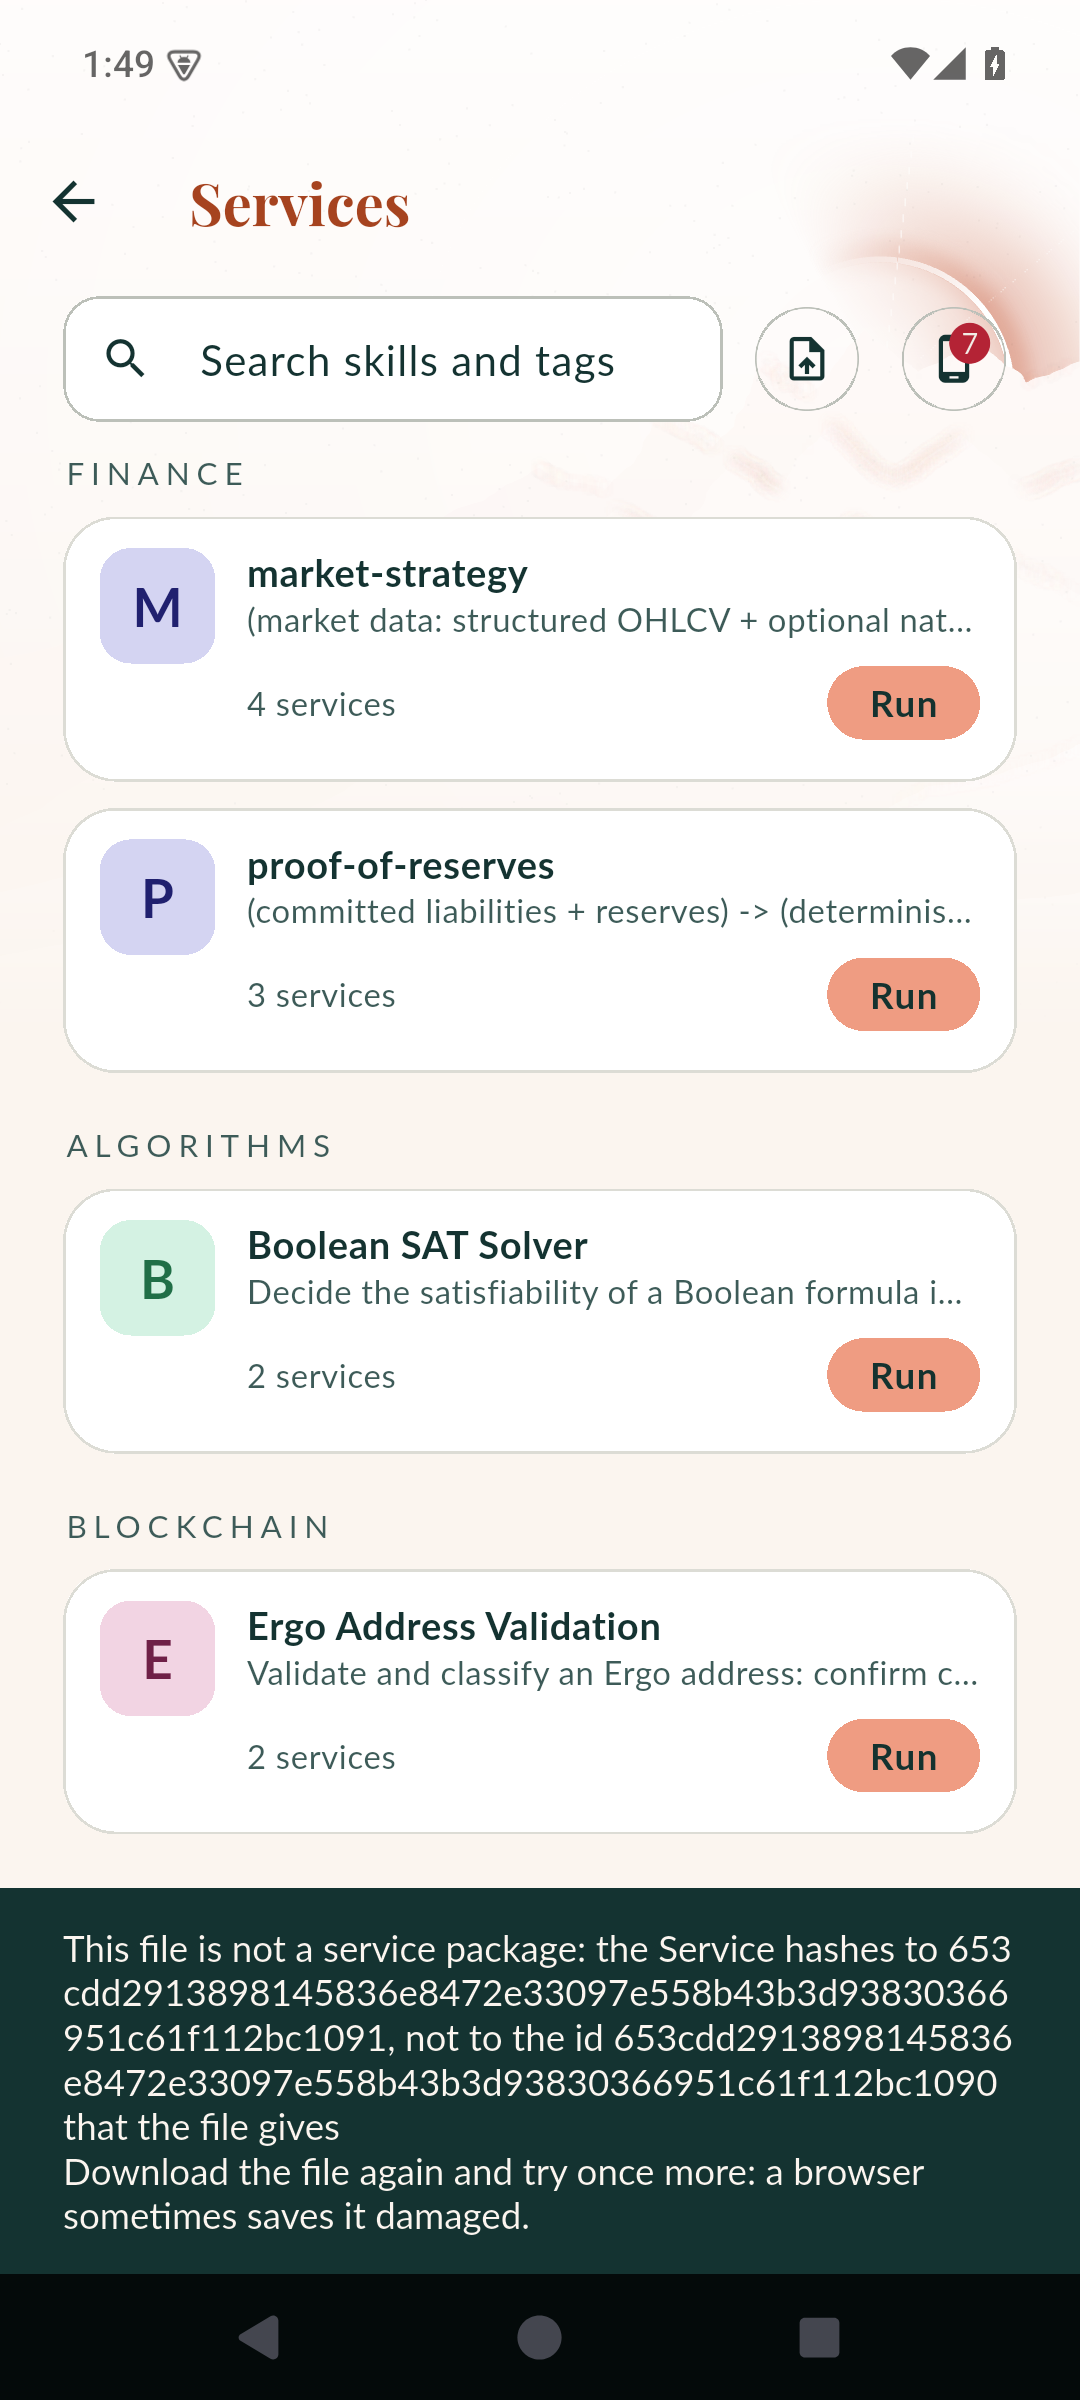 1:49
Services
Search skills and tags
7
FINANCE
M
market-strategy
(market data: structured OHLCV + optional nat...
4 services
Run
P
proof-of-reserves
(committed liabilities + reserves) -> (determinis...
3 services
Run
ALGORITHMS
B
Boolean SAT Solver
Decide the satisfiability of a Boolean formula i...
2 services
Run
BLOCKCHAIN
E
Ergo Address Validation
Validate and classify an Ergo address: confirm c...
2 services
Run
This file is not a service package: the Service hashes to 653
cdd2913898145836e8472e33097e558b43b3d93830366
951c61f112bc1091, not to the id 653cdd2913898145836
e8472e33097e558b43b3d93830366951c61f112bc1090
that the file gives
Download the file again and try once more: a browser
sometimes saves it damaged.